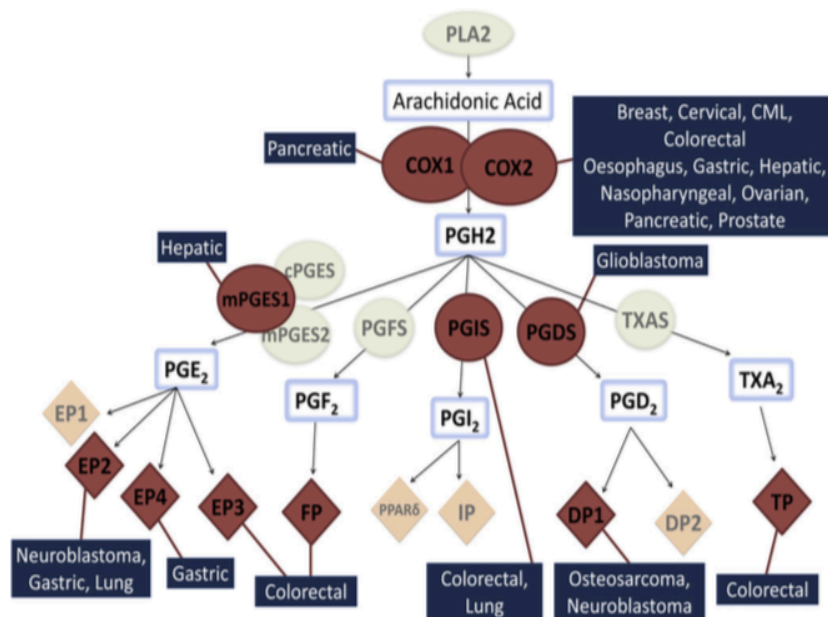 PLA2
Arachidonic Acid
Breast, Cervical, CML,
Colorectal
Oesophagus, Gastric, Hepatic,
Nasopharyngeal, Ovarian,
Pancreatic, Prostate
Pancreatic
COX1
COX2
PGH2
Hepatic
Glioblastoma
cPGES
mPGES1
mPGES2
PGFS
PGIS
PGDS
TXAS
PGE₂
PGF₂
PGI₂
PGD₂
TXA₂
EP1
EP2
EP4
EP3
FP
PPARδ
IP
DP1
DP2
TP
Neuroblastoma,
Gastric, Lung
Gastric
Colorectal
Colorectal,
Lung
Osteosarcoma,
Neuroblastoma
Colorectal